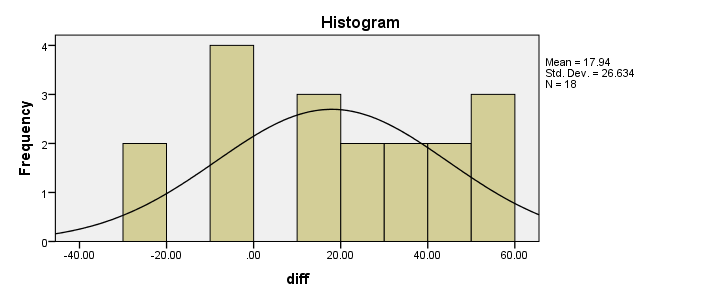 Histogram
Mean = 17.94
Std. Dev. = 26.634
N = 18
Frequency
4
3
2
1
0
-40.00 -20.00 .00 20.00 40.00 60.00
diff